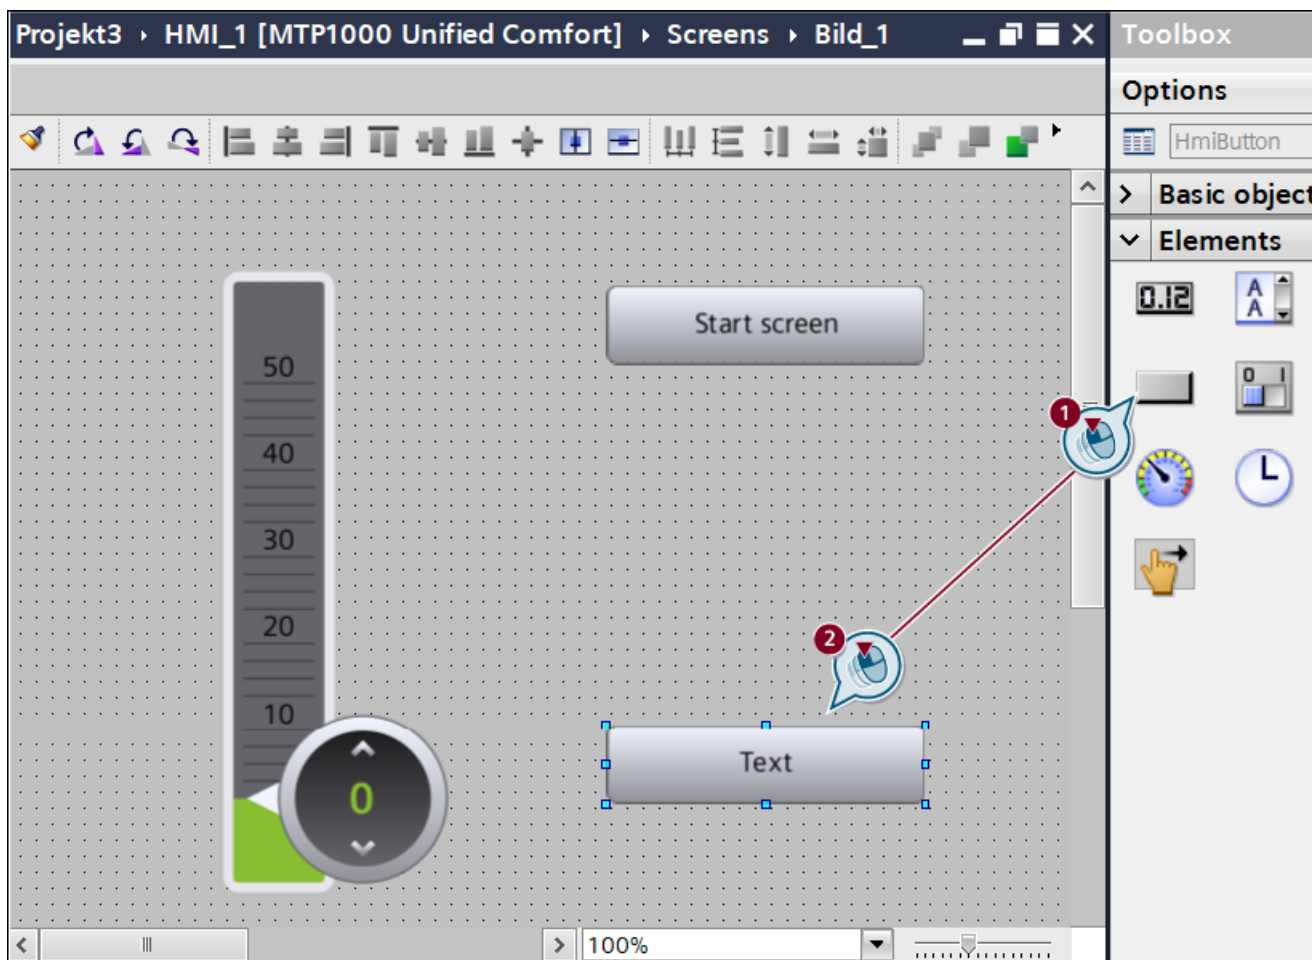 Projekt3 › HMI_1 [MTP1000 Unified Comfort] › Screens › Bild_1
Toolbox
Options
HmiButton
Basic object
Elements
0.12
A
A
0 I
Start screen
50
40
30
20
10
0
1
2
Text
100%